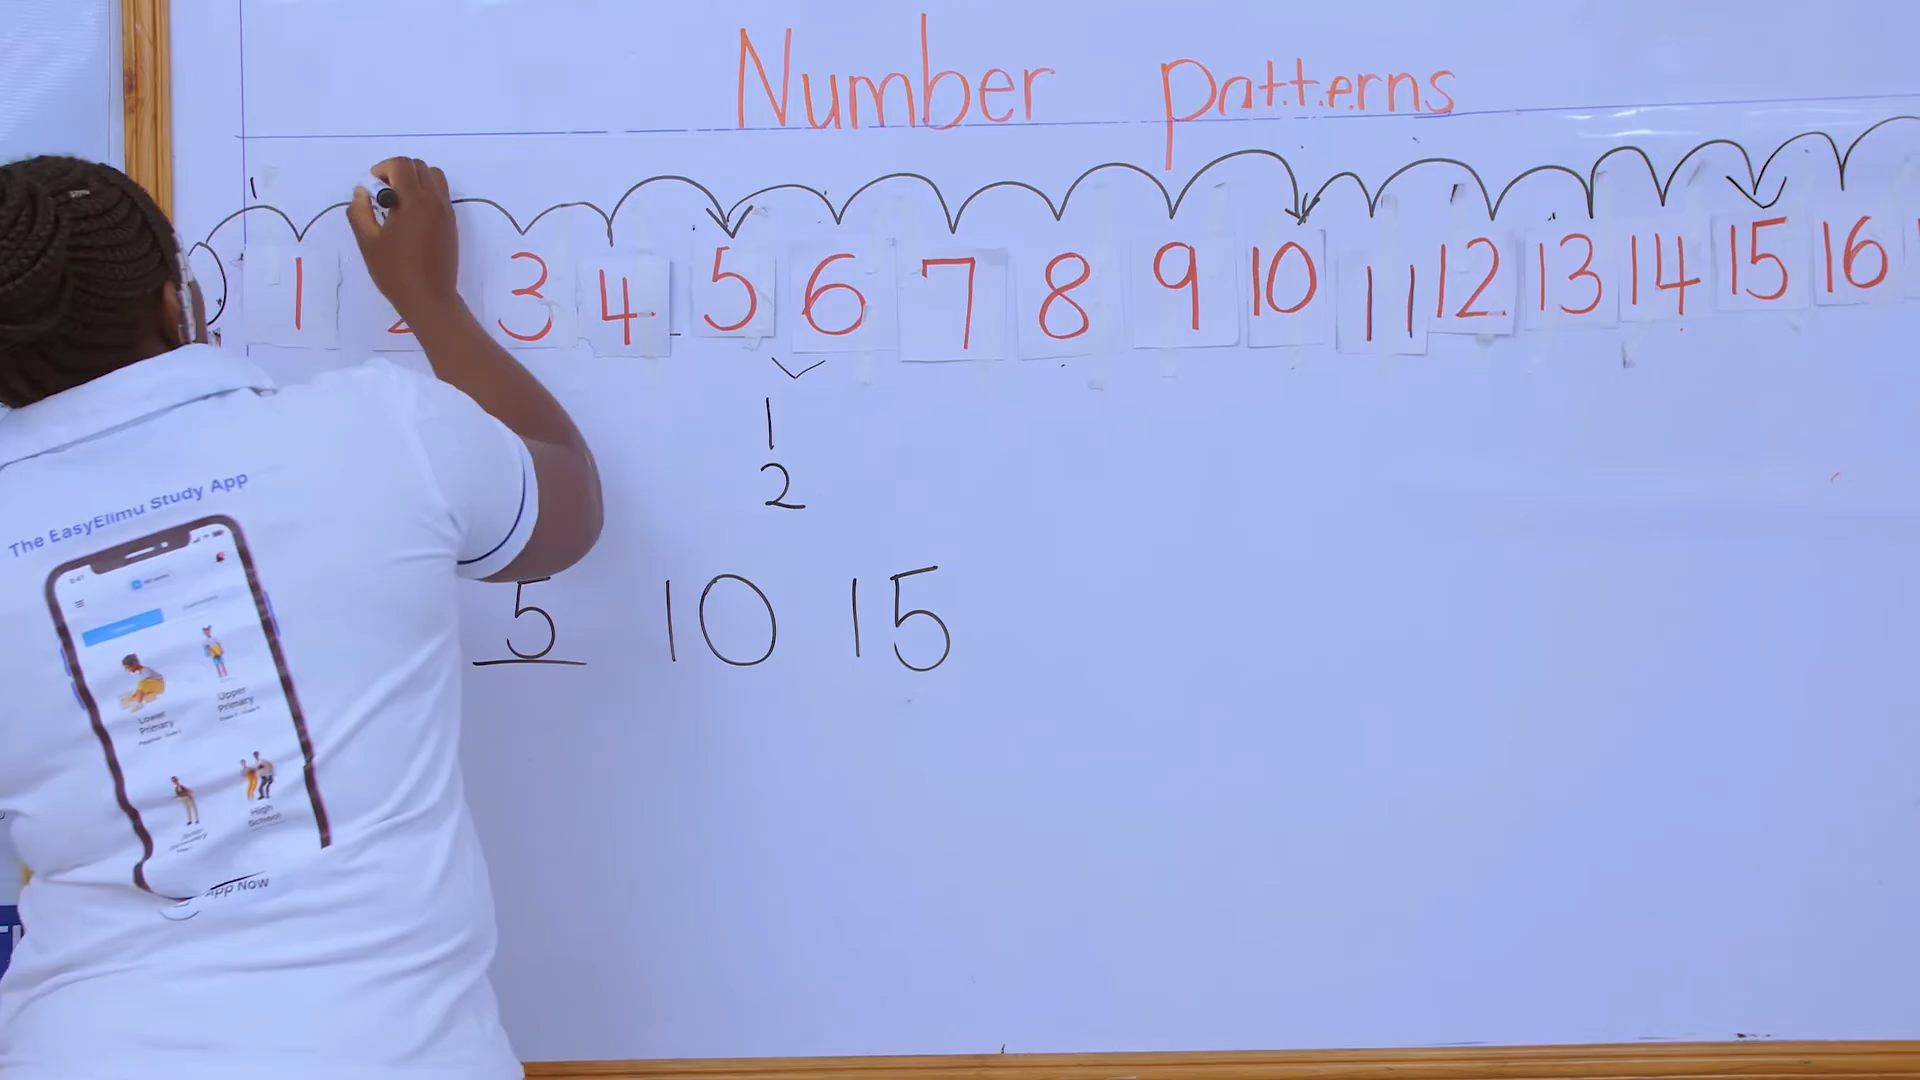 Number patterns
1
1 2 3 4 5 6 7 8 9 10 11 12 13 14 15 16
1
2
5 10 15
The EasyElimu Study App
Lower Primary
Upper Primary
High School
App Now